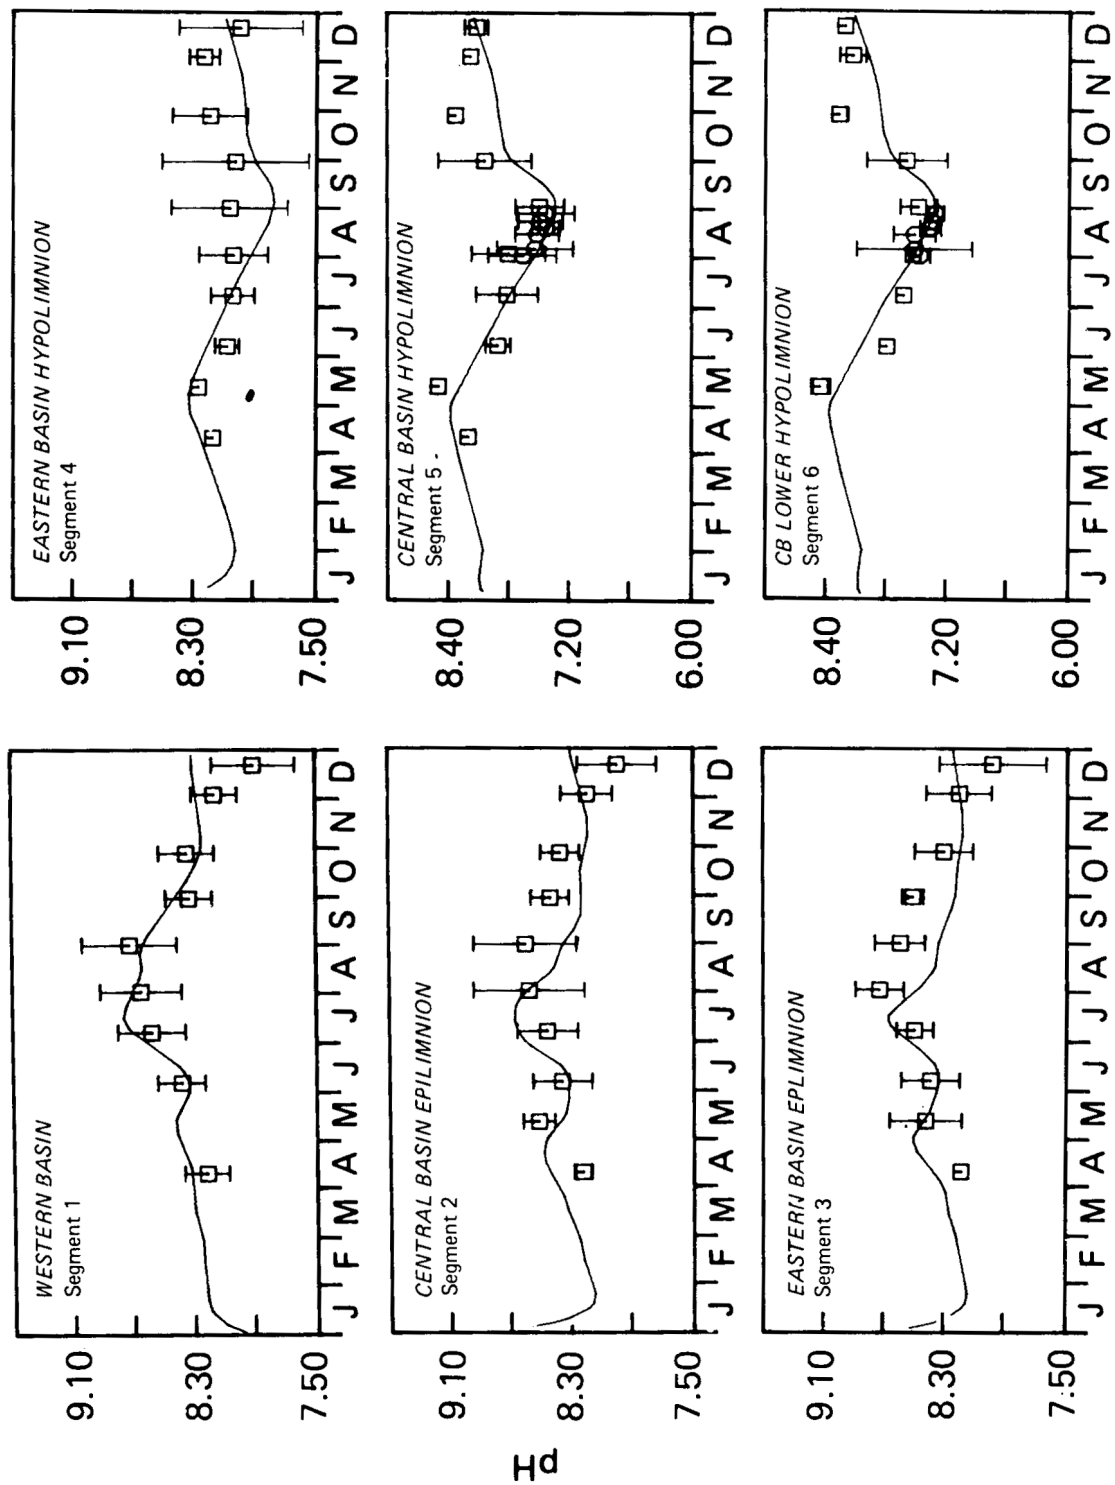 pH
WESTERN BASIN
Segment 1
9.10
8.30
7.50
J F M A M J J A S O N D
CENTRAL BASIN EPILIMNION
Segment 2
9.10
8.30
7.50
J F M A M J J A S O N D
EASTERN BASIN EPLIMNION
Segment 3
9.10
8.30
7.50
J F M A M J J A S O N D
EASTERN BASIN HYPOLIMNION
Segment 4
9.10
8.30
7.50
J F M A M J J A S O N D
CENTRAL BASIN HYPOLIMNION
Segment 5 -
8.40
7.20
6.00
J F M A M J J A S O N D
CB LOWER HYPOLIMNION
Segment 6
8.40
7.20
6.00
J F M A M J J A S O N D